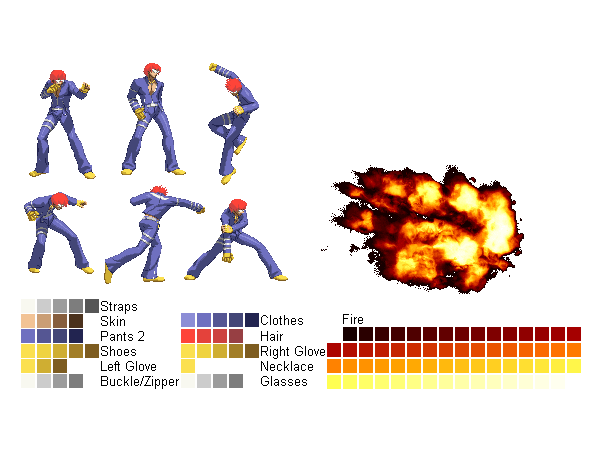 Straps
Skin
Pants 2
Shoes
Left Glove
Buckle/Zipper
Clothes
Hair
Right Glove
Necklace
Glasses
Fire